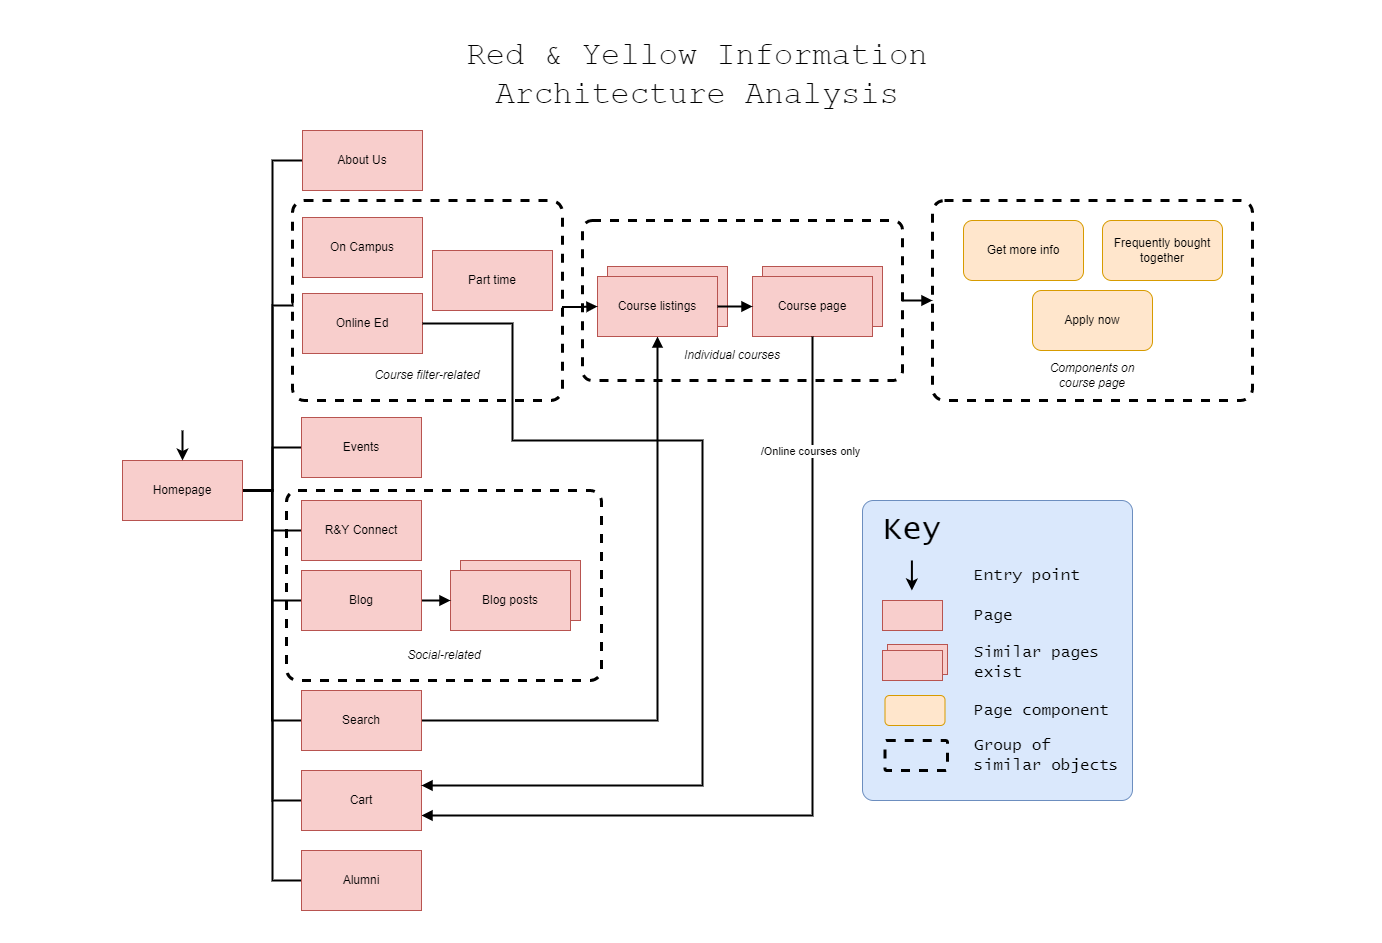 Red & Yellow Information
Architecture Analysis
About Us
On Campus
Part time
Online Ed
Course filter-related
Course listings
Course page
Individual courses
Get more info
Frequently bought
together
Apply now
Components on
course page
Events
Homepage
/Online courses only
R&Y Connect
Blog
Blog posts
Social-related
Search
Cart
Alumni
Key
Entry point
Page
Similar pages
exist
Page component
Group of
similar objects